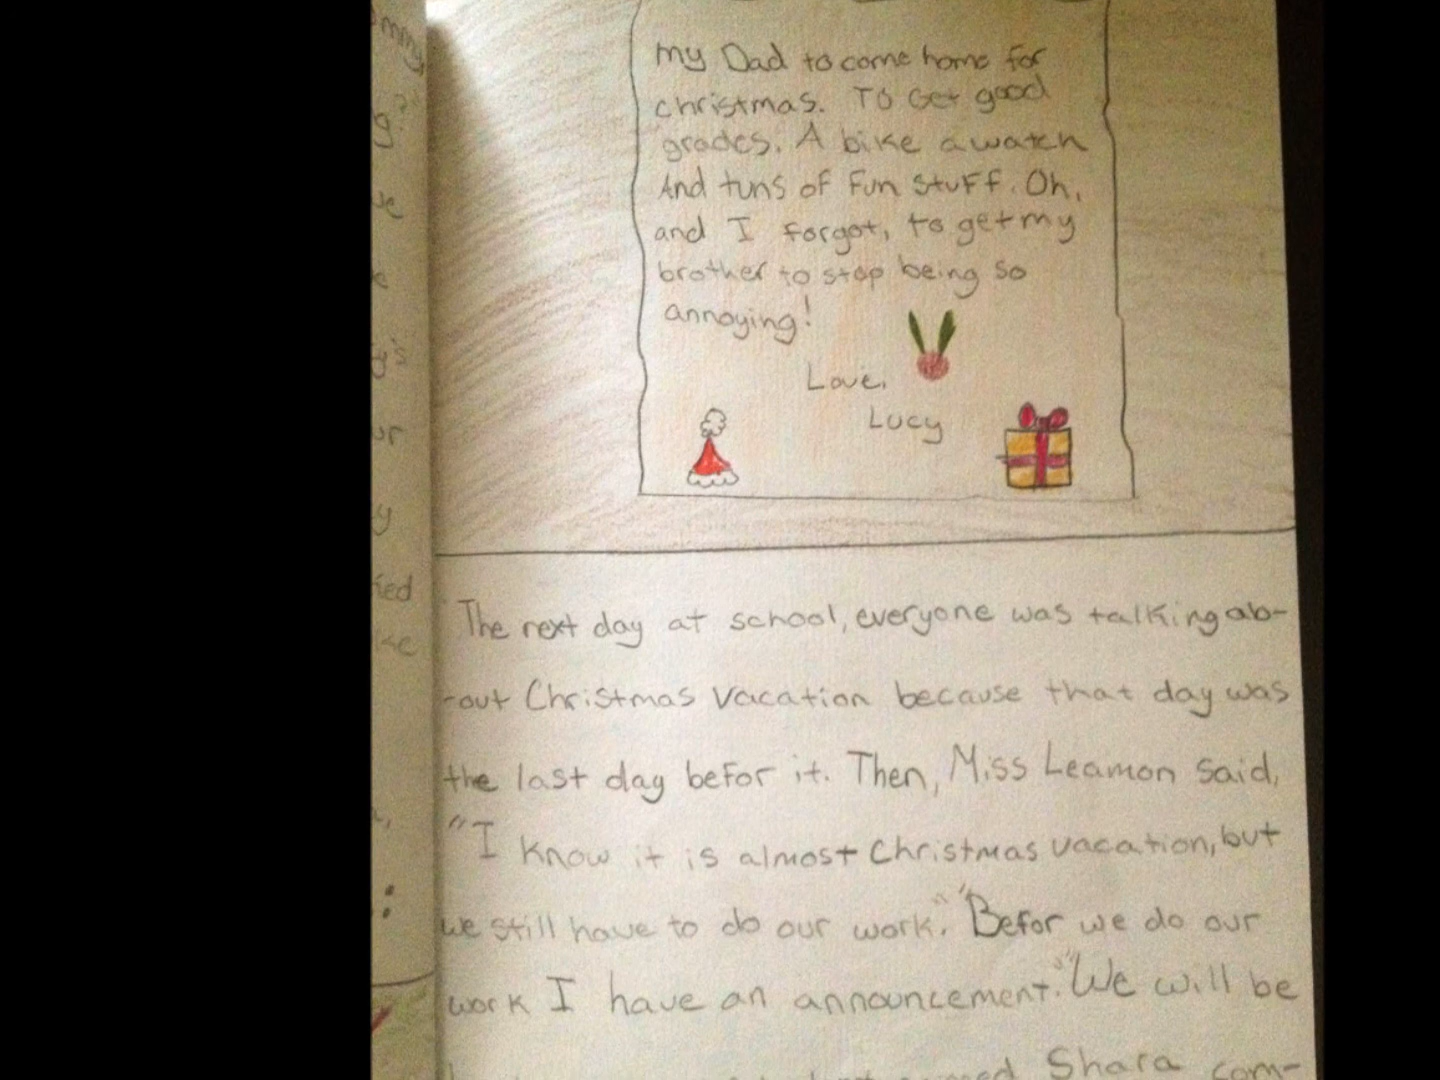 my Dad to come home for
christmas. To Get good
grades. A bike a watch
And tuns of Fun stuFF. Oh,
and I forgot, to get my
brother to stop being so
annoying!
Love,
Lucy
The next day at school, everyone was talking ab-
-out Christmas vacation because that day was
the last day befor it. Then, Miss Leamon said,
"I know it is almost Christmas vacation, but
we still have to do our work." "Befor we do our
work I have an announcement." "We will be
Shara com-